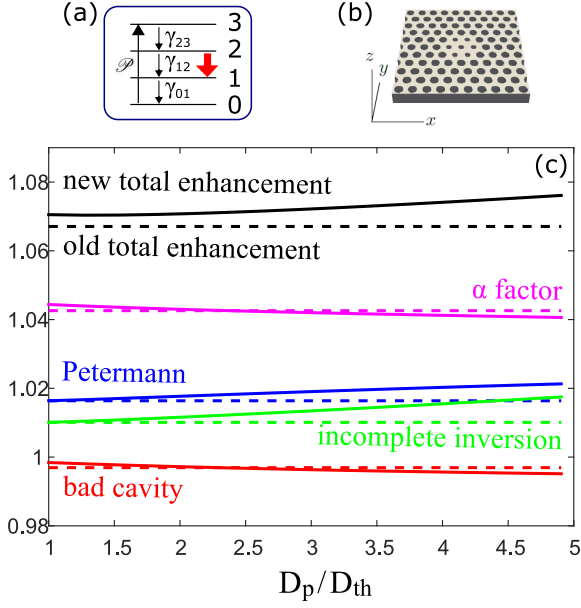 (a)
3
2
1
0
𝒫
γ23
γ12
γ01
(b)
z
y
x
(c)
1.08
1.06
1.04
1.02
1
0.98
new total enhancement
old total enhancement
α factor
Petermann
incomplete inversion
bad cavity
1 1.5 2 2.5 3 3.5 4 4.5 5
Dp/Dth